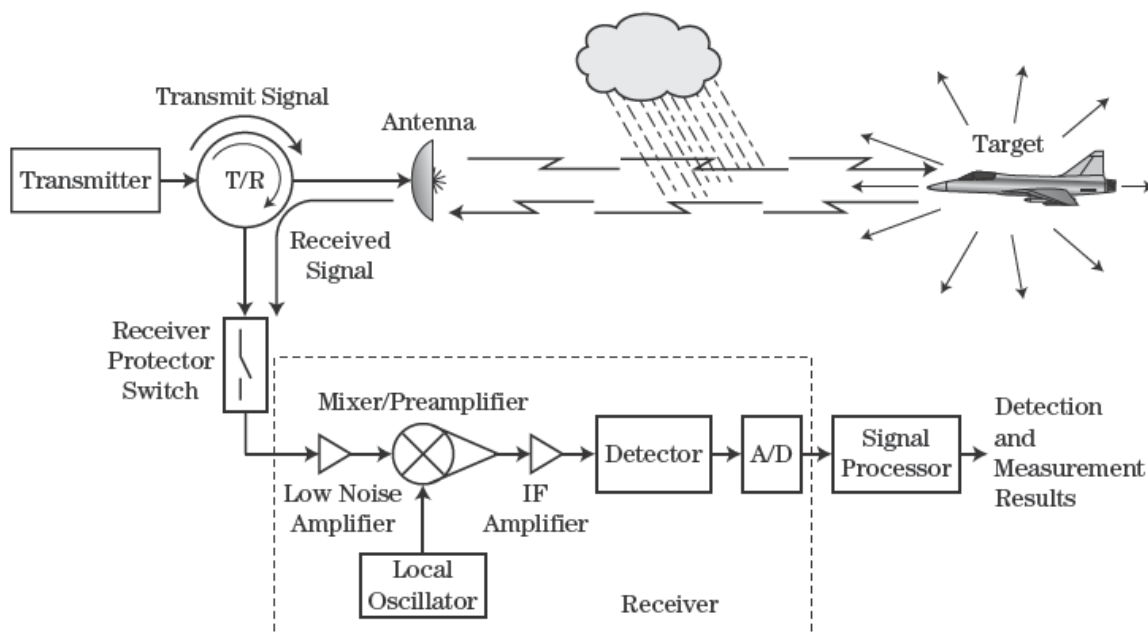 Transmit Signal
Antenna
Target
Transmitter
T/R
Received
Signal
Receiver
Protector
Switch
Mixer/Preamplifier
Detection
and
Measurement
Results
Detector
A/D
Signal
Processor
Low Noise
Amplifier
IF
Amplifier
Local
Oscillator
Receiver